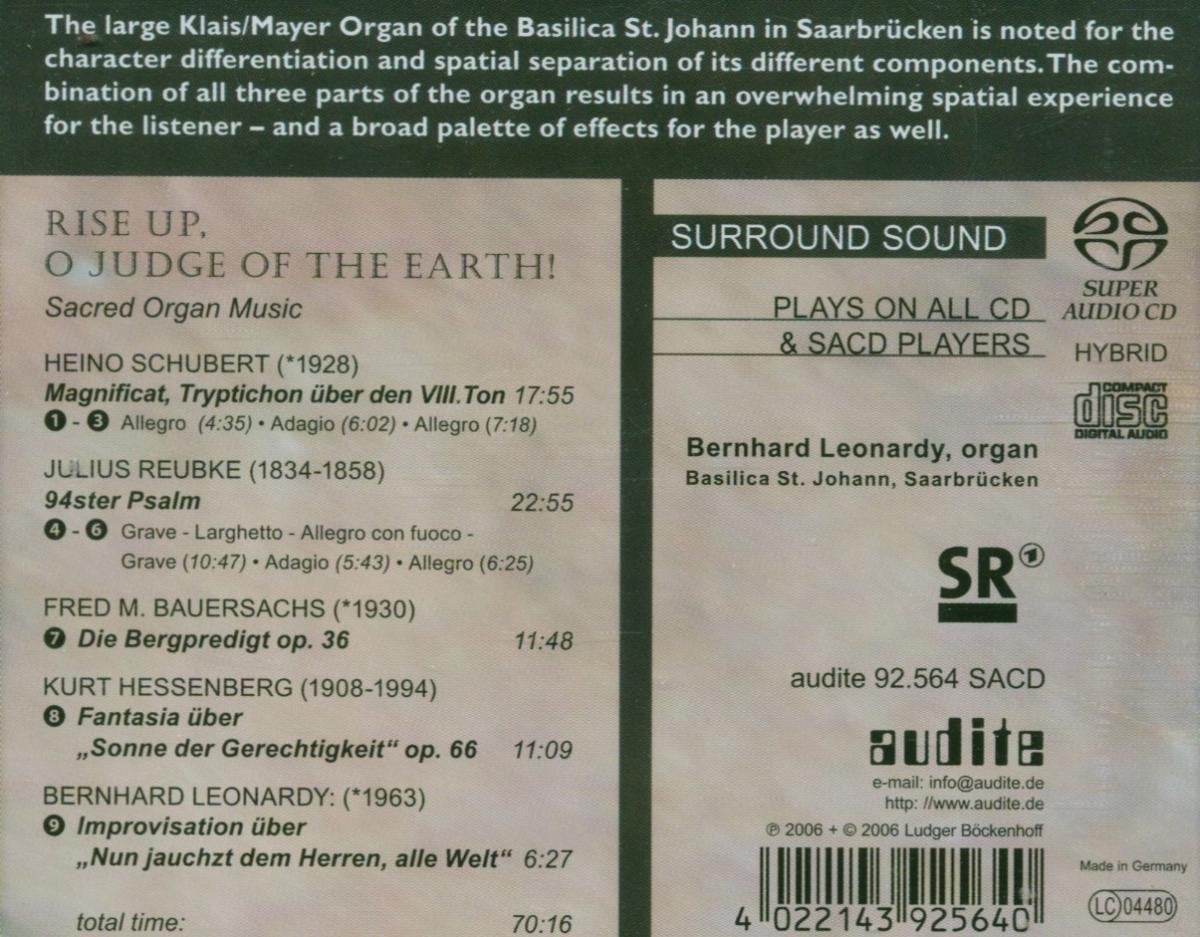 The large Klais/Mayer Organ of the Basilica St. Johann in Saarbrücken is noted for the
character differentiation and spatial separation of its different components. The com-
bination of all three parts of the organ results in an overwhelming spatial experience
for the listener – and a broad palette of effects for the player as well.
RISE UP,
O JUDGE OF THE EARTH!
Sacred Organ Music
HEINO SCHUBERT (*1928)
Magnificat, Tryptichon über den VIII. Ton 17:55
1 - 3 Allegro (4:35) • Adagio (6:02) • Allegro (7:18)
JULIUS REUBKE (1834-1858)
94ster Psalm 22:55
4 - 6 Grave - Larghetto - Allegro con fuoco -
Grave (10:47) • Adagio (5:43) • Allegro (6:25)
FRED M. BAUERSACHS (*1930)
7 Die Bergpredigt op. 36 11:48
KURT HESSENBERG (1908-1994)
8 Fantasia über
„Sonne der Gerechtigkeit“ op. 66 11:09
BERNHARD LEONARDY: (*1963)
9 Improvisation über
„Nun jauchzt dem Herren, alle Welt“ 6:27
total time: 70:16
SURROUND SOUND
PLAYS ON ALL CD
& SACD PLAYERS
SUPER
AUDIO CD
HYBRID
COMPACT
disc
DIGITAL AUDIO
Bernhard Leonardy, organ
Basilica St. Johann, Saarbrücken
SR 1
audite 92.564 SACD
audite
e-mail: info@audite.de
http: //www.audite.de
℗ 2006 + © 2006 Ludger Böckenhoff
4 022143 925640
Made in Germany
LC 04480